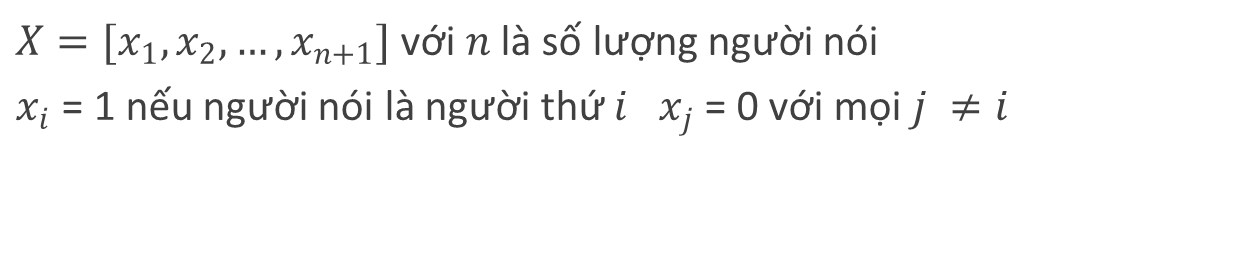 𝑋 = [𝑥₁, 𝑥₂, … , 𝑥ₙ₊₁] với 𝑛 là số lượng người nói
𝑥ᵢ = 1 nếu người nói là người thứ 𝑖 𝑥ⱼ = 0 với mọi 𝑗 ≠ 𝑖